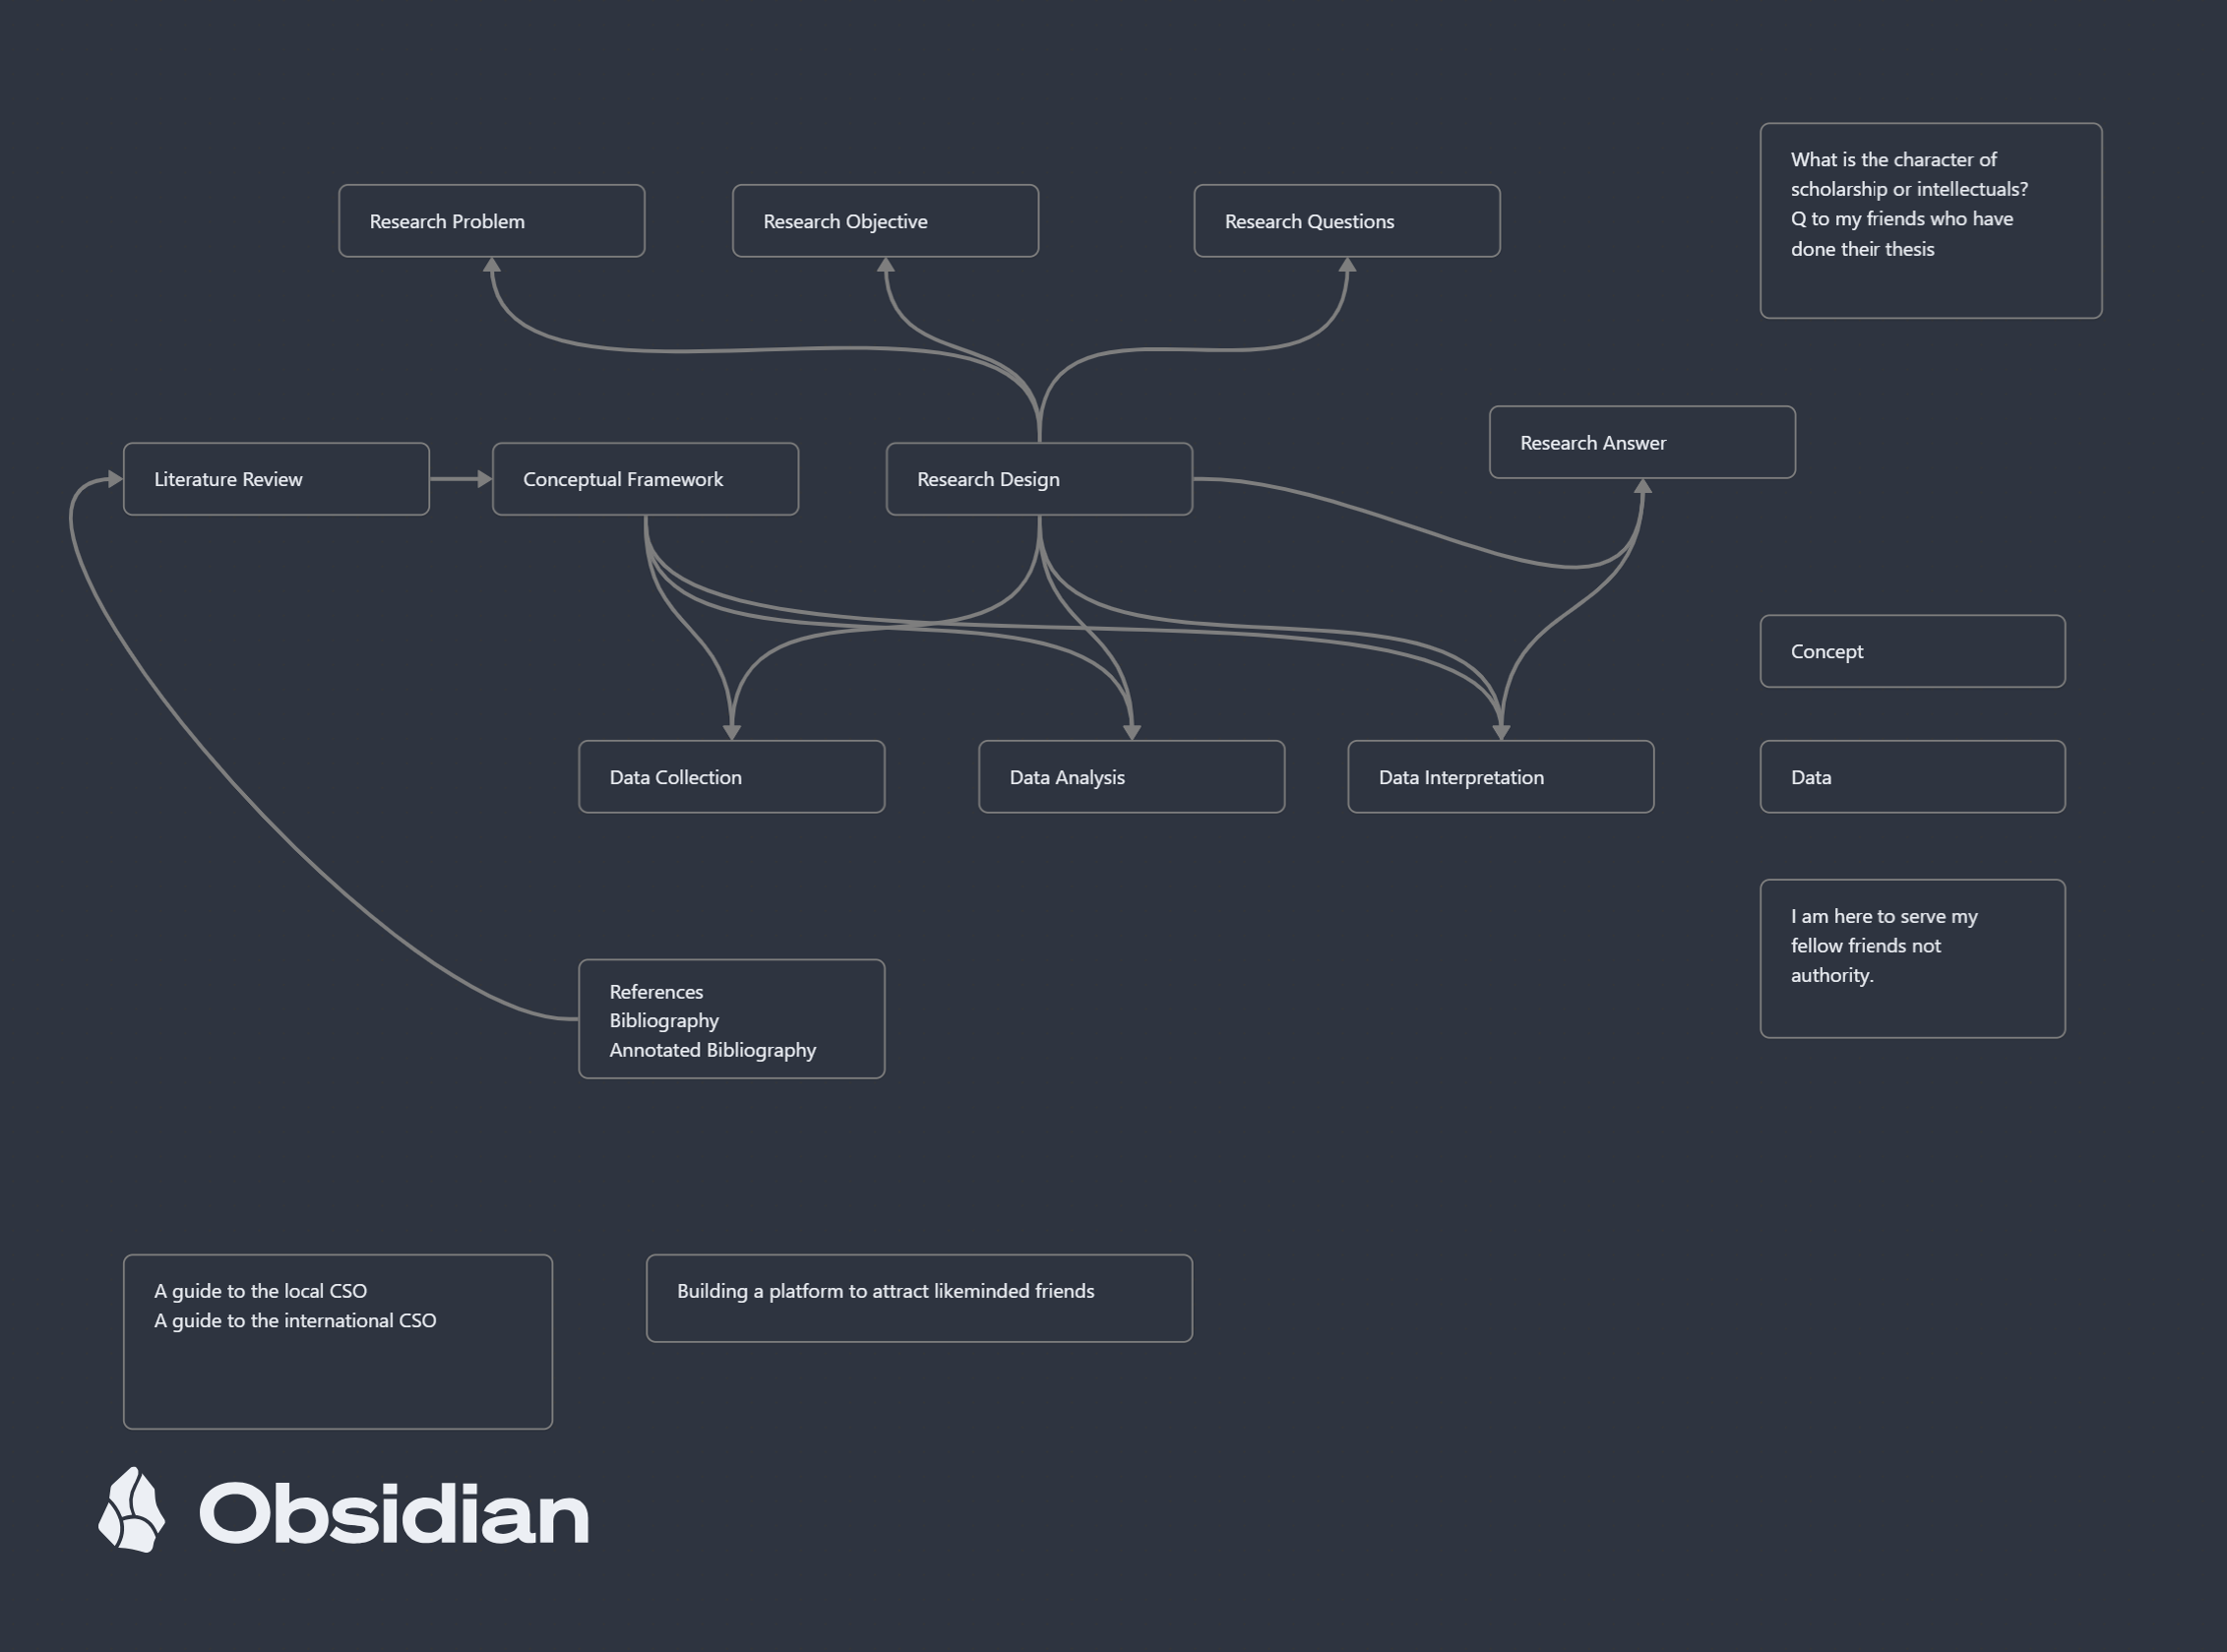 What is the character of
scholarship or intellectuals?
Q to my friends who have
done their thesis
Research Problem
Research Objective
Research Questions
Research Answer
Literature Review
Conceptual Framework
Research Design
Concept
Data Collection
Data Analysis
Data Interpretation
Data
I am here to serve my
fellow friends not
authority.
References
Bibliography
Annotated Bibliography
A guide to the local CSO
A guide to the international CSO
Building a platform to attract likeminded friends
Obsidian